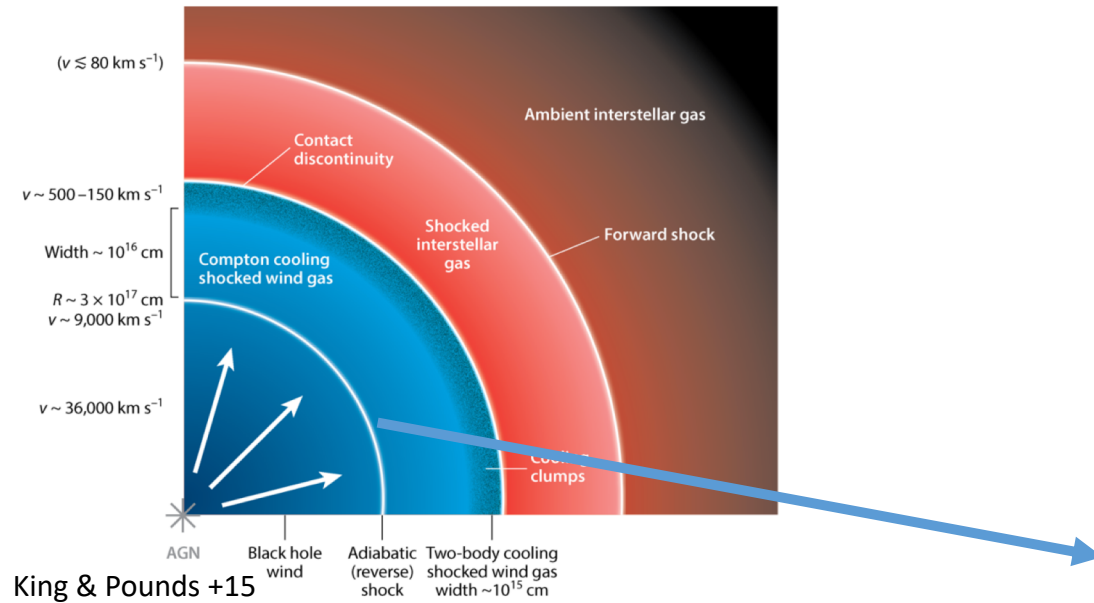 (v ≲ 80 km s⁻¹)
Ambient interstellar gas
Contact
discontinuity
v ~ 500 –150 km s⁻¹
Shocked
interstellar
gas
Forward shock
Width ~ 10¹⁶ cm
Compton cooling
shocked wind gas
R ~ 3 × 10¹⁷ cm
v ~ 9,000 km s⁻¹
v ~ 36,000 km s⁻¹
Cooling
clumps
AGN
Black hole
wind
Adiabatic
(reverse)
shock
Two-body cooling
shocked wind gas
width ~10¹⁵ cm
King & Pounds +15